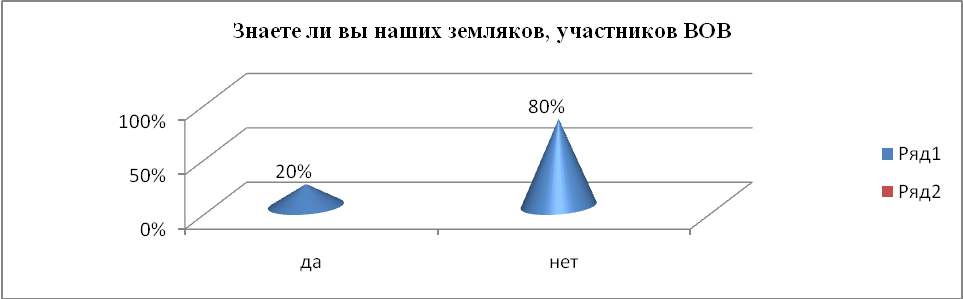 Знаете ли вы наших земляков, участников ВОВ
80%
100%
20%
50%
0%
да
нет
Ряд1
Ряд2